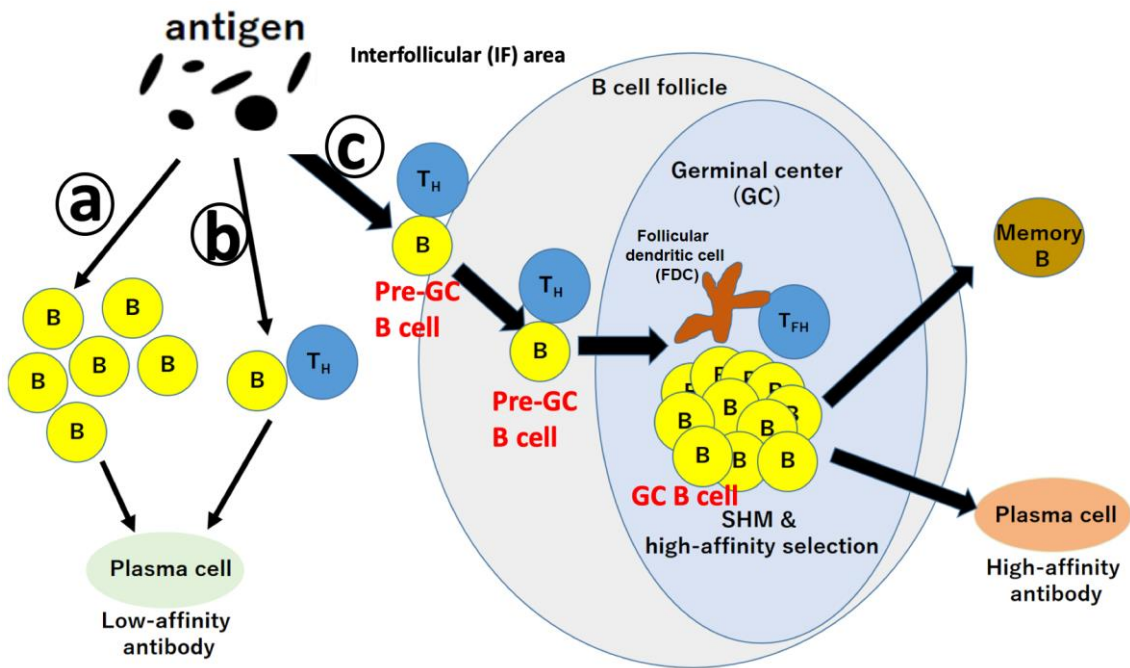 antigen
Interfollicular (IF) area
a
b
c
B cell follicle
Germinal center
(GC)
Follicular
dendritic cell
(FDC)
TH
B
Pre-GC
B cell
TH
B
Pre-GC
B cell
TFH
B
B
B
B
B
B
B
B
B
GC B cell
SHM &
high-affinity selection
Memory
B
Plasma cell
High-affinity
antibody
B
B
B
B
B
B
B
TH
Plasma cell
Low-affinity
antibody